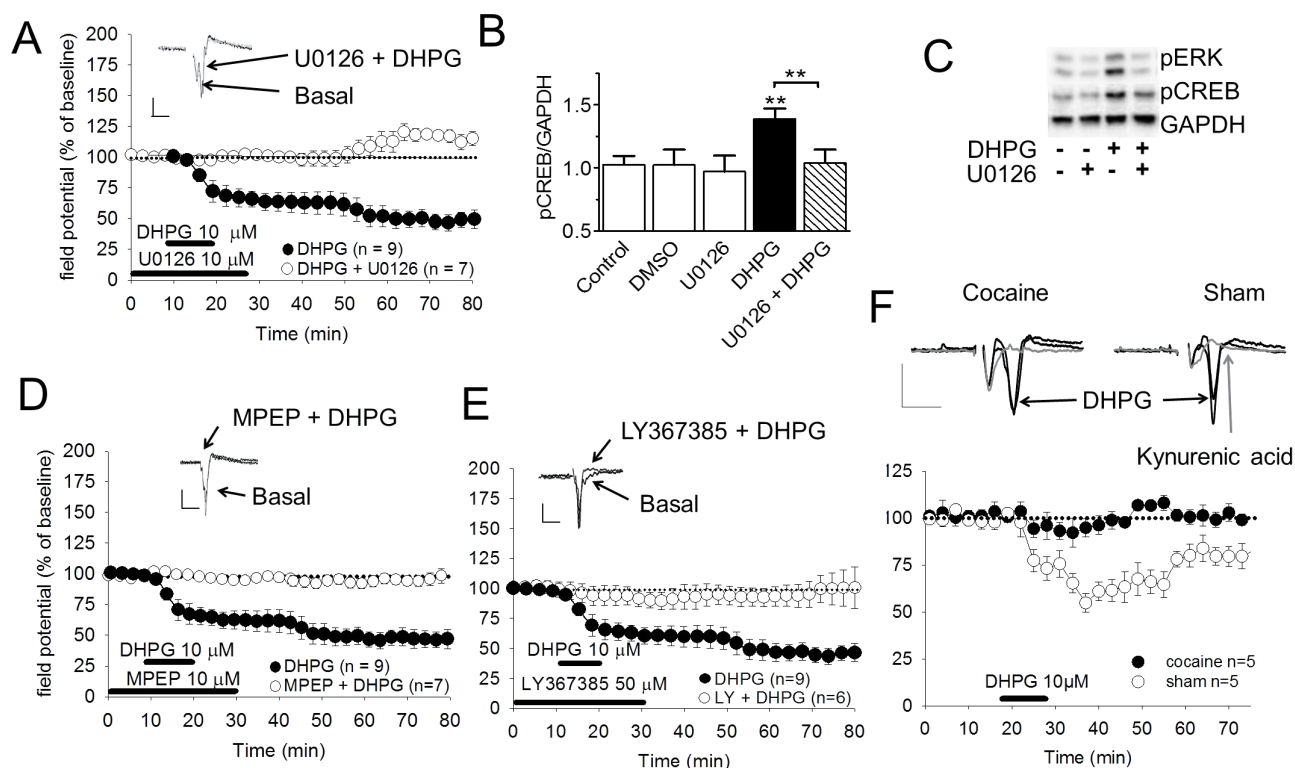 A
200
175
150
125
100
75
50
25
0
field potential (% of baseline)
U0126 + DHPG
Basal
DHPG 10 μM
U0126 10 μM
DHPG (n = 9)
DHPG + U0126 (n = 7)
0 10 20 30 40 50 60 70 80
Time (min)
B
pCREB/GAPDH
1.5
1.0
0.5
**
**
Control
DMSO
U0126
DHPG
U0126 + DHPG
C
pERK
pCREB
GAPDH
DHPG - - + +
U0126 - + - +
D
MPEP + DHPG
Basal
200
175
150
125
100
75
50
25
0
field potential (% of baseline)
DHPG 10 μM
MPEP 10 μM
DHPG (n = 9)
MPEP + DHPG (n=7)
0 10 20 30 40 50 60 70 80
Time (min)
E
LY367385 + DHPG
Basal
200
175
150
125
100
75
50
25
0
DHPG 10 μM
LY367385 50 μM
DHPG (n=9)
LY + DHPG (n=6)
0 10 20 30 40 50 60 70 80
Time (min)
F
Cocaine
Sham
DHPG
Kynurenic acid
125
100
75
50
25
0
cocaine n=5
sham n=5
DHPG 10μM
0 10 20 30 40 50 60 70
Time (min)